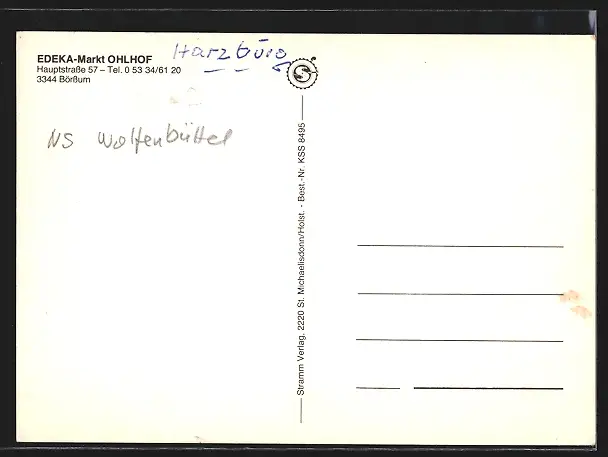 EDEKA-Markt OHLHOF
Hauptstraße 57 – Tel. 0 53 34/61 20
3344 Börßum
Harzburg
NS Wolfenbüttel
Stramm Verlag, 2220 St. Michaelisdonn/Holst. - Best.-Nr. KSS 8495
S